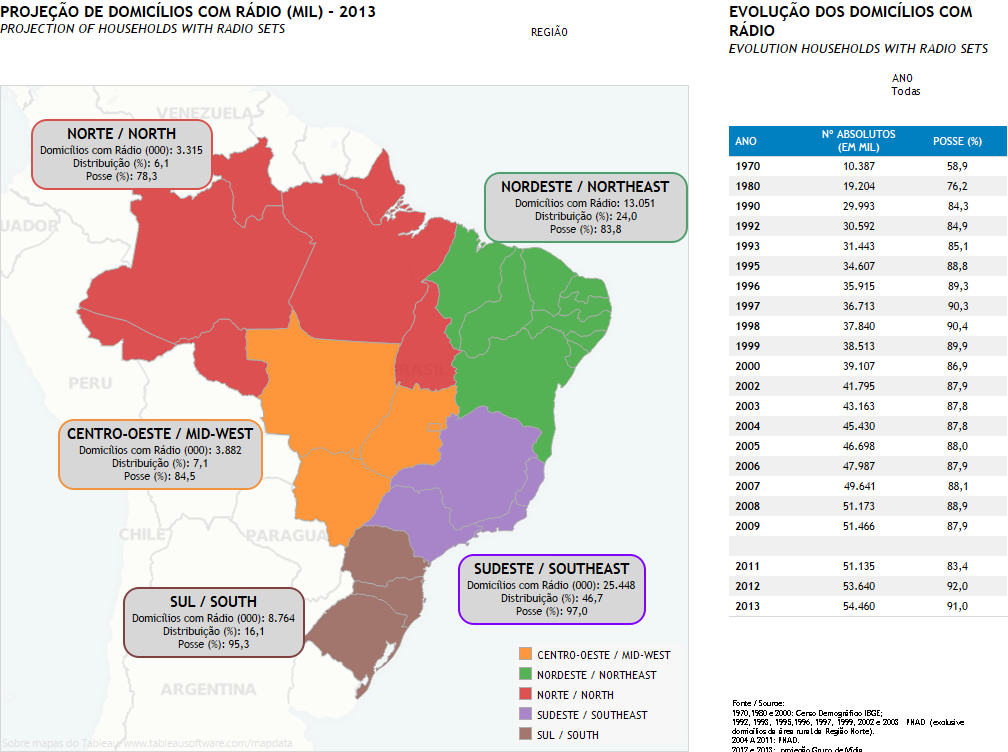 PROJEÇÃO DE DOMICÍLIOS COM RÁDIO (MIL) - 2013
PROJECTION OF HOUSEHOLDS WITH RADIO SETS
REGIÃO
VENEZUELA
NORTE / NORTH
Domicílios com Rádio (000): 3.315
Distribuição (%): 6,1
Posse (%): 78,3
NORDESTE / NORTHEAST
Domicílios com Rádio: 13.051
Distribuição (%): 24,0
Posse (%): 83,8
UADOR
BRASIL
PERU
CENTRO-OESTE / MID-WEST
Domicílios com Rádio (000): 3.882
Distribuição (%): 7,1
Posse (%): 84,5
CHILE
PARAGUA
SUDESTE / SOUTHEAST
Domicílios com Rádio (000): 25.448
Distribuição (%): 46,7
Posse (%): 97,0
SUL / SOUTH
Domicílios com Rádio (000): 8.764
Distribuição (%): 16,1
Posse (%): 95,3
ARGENTINA
CENTRO-OESTE / MID-WEST
NORDESTE / NORTHEAST
NORTE / NORTH
SUDESTE / SOUTHEAST
SUL / SOUTH
Sobre mapas do Tableau: www.tableausoftware.com/mapdata
EVOLUÇÃO DOS DOMICÍLIOS COM
RÁDIO
EVOLUTION HOUSEHOLDS WITH RADIO SETS
ANO
Todas
ANO Nº ABSOLUTOS (EM MIL) POSSE (%)
1970 10.387 58,9
1980 19.204 76,2
1990 29.993 84,3
1992 30.592 84,9
1993 31.443 85,1
1995 34.607 88,8
1996 35.915 89,3
1997 36.713 90,3
1998 37.840 90,4
1999 38.513 89,9
2000 39.107 86,9
2002 41.795 87,9
2003 43.163 87,8
2004 45.430 87,8
2005 46.698 88,0
2006 47.987 87,9
2007 49.641 88,1
2008 51.173 88,9
2009 51.466 87,9
2011 51.135 83,4
2012 53.640 92,0
2013 54.460 91,0
Fonte / Source:
1970,1980 e 2000: Censo Demográfico IBGE;
1992, 1993, 1995,1996, 1997, 1999, 2002 e 2003 PNAD (exclusive
domicílios de área rural da Região Norte).
2004 A 2011: PNAD.
2012 e 2013: projeção Grupo de Mídia